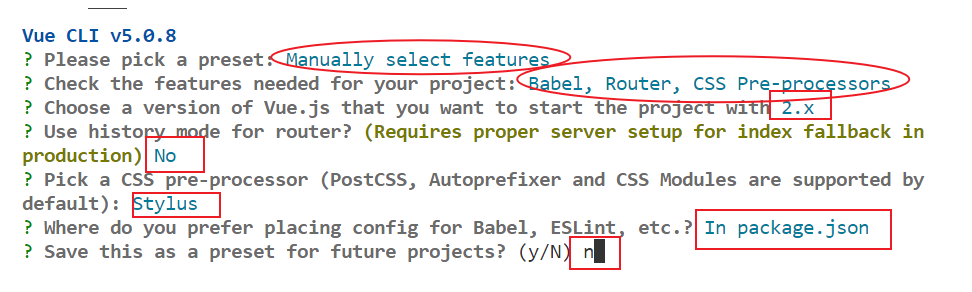 Vue CLI v5.0.8
? Please pick a preset: Manually select features
? Check the features needed for your project: Babel, Router, CSS Pre-processors
? Choose a version of Vue.js that you want to start the project with 2.x
? Use history mode for router? (Requires proper server setup for index fallback in
production) No
? Pick a CSS pre-processor (PostCSS, Autoprefixer and CSS Modules are supported by
default): Stylus
? Where do you prefer placing config for Babel, ESLint, etc.? In package.json
? Save this as a preset for future projects? (y/N) n